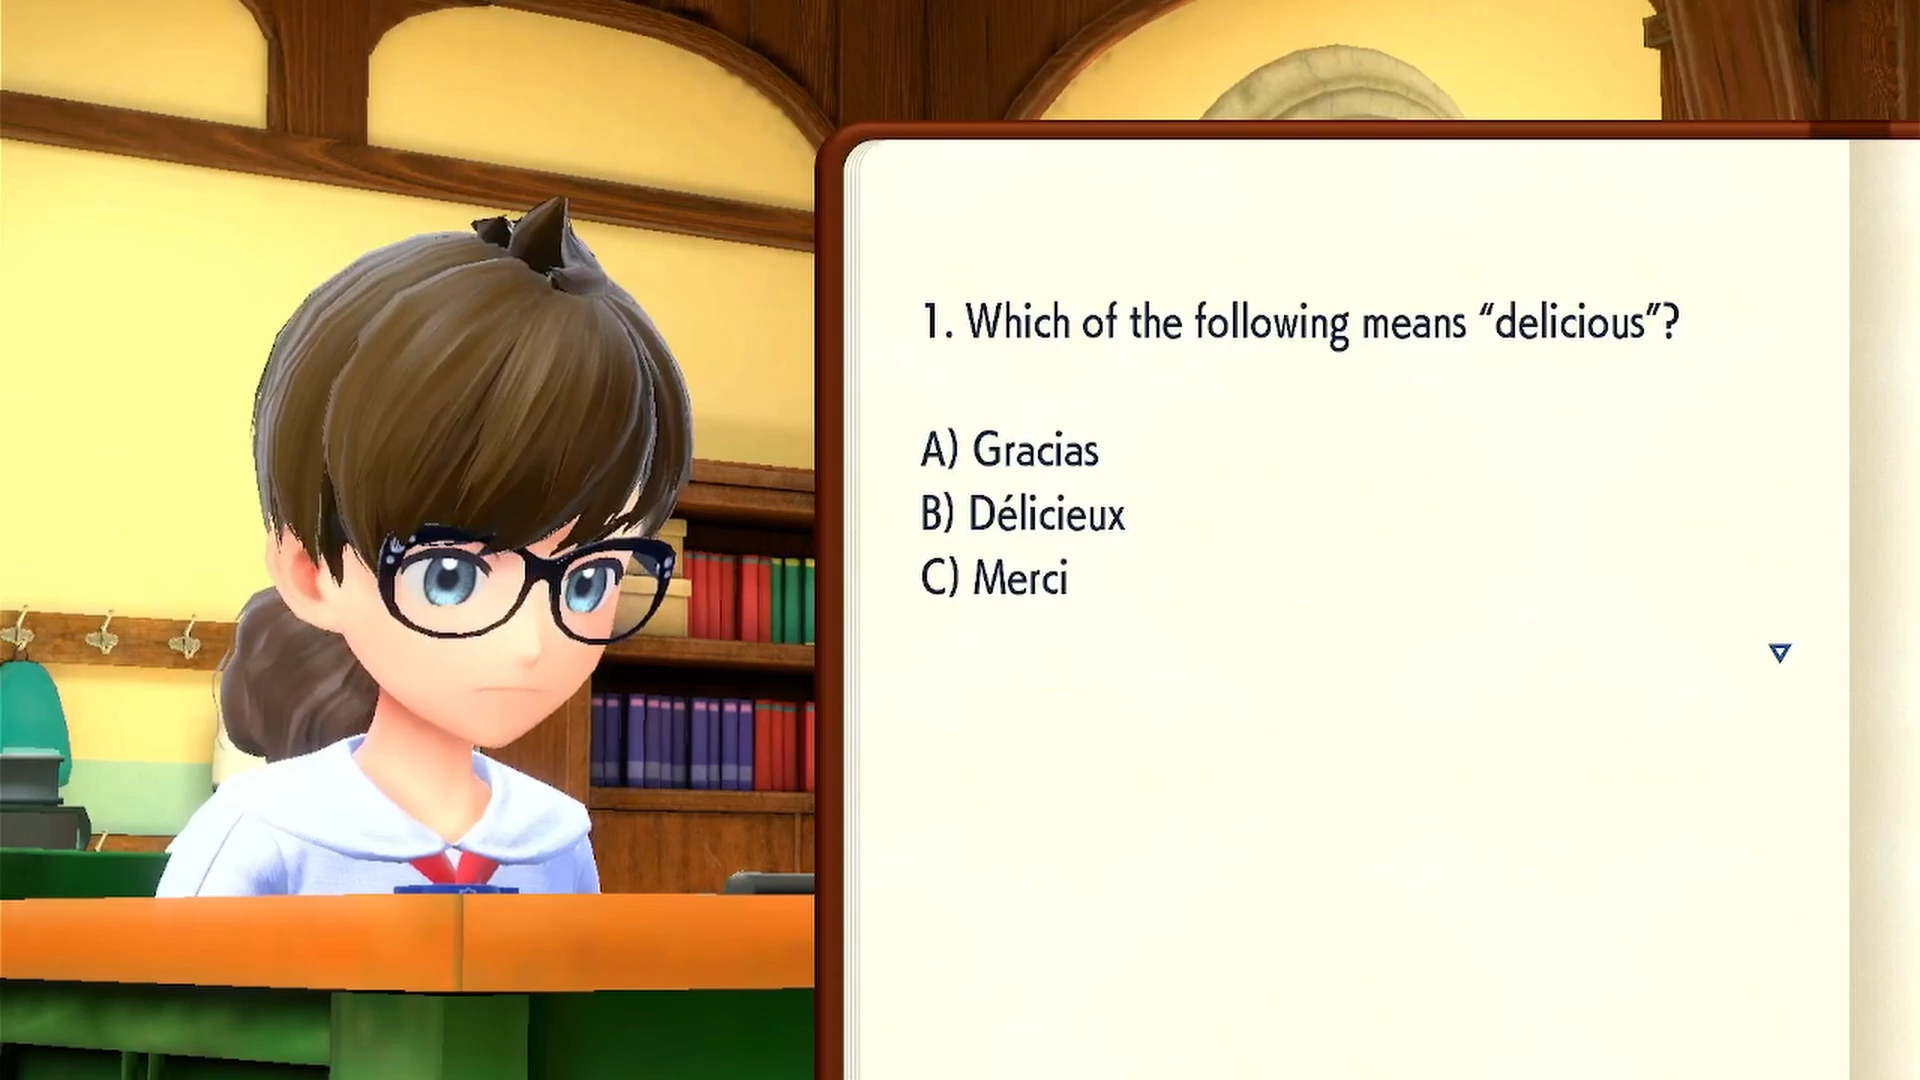 1. Which of the following means “delicious”?
A) Gracias
B) Délicieux
C) Merci